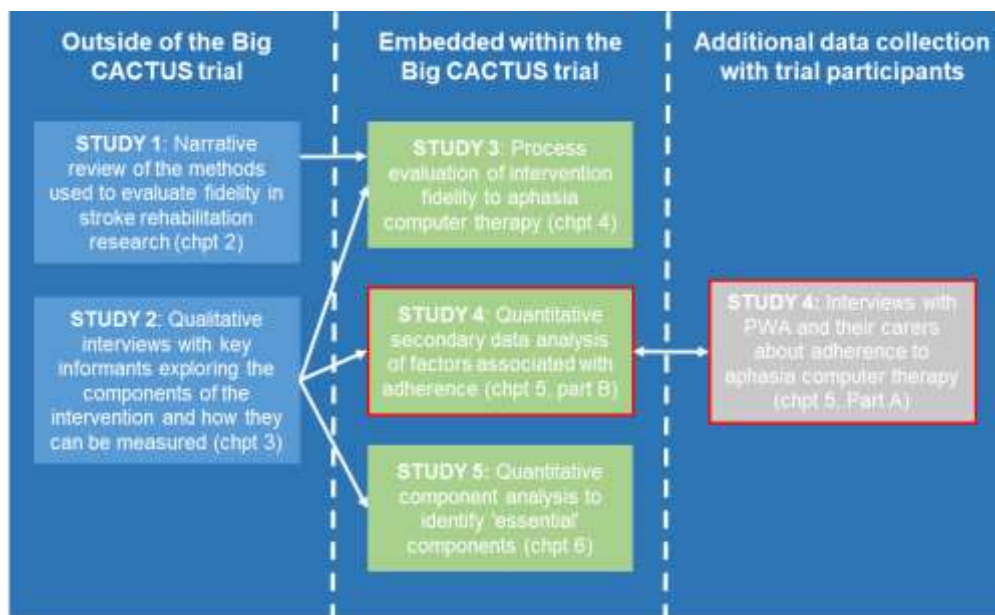 Outside of the Big
CACTUS trial
Embedded within the
Big CACTUS trial
Additional data collection
with trial participants
STUDY 1: Narrative
review of the methods
used to evaluate fidelity in
stroke rehabilitation
research (chpt 2)
STUDY 2: Qualitative
interviews with key
informants exploring the
components of the
intervention and how they
can be measured (chpt 3)
STUDY 3: Process
evaluation of intervention
fidelity to aphasia
computer therapy (chpt 4)
STUDY 4: Quantitative
secondary data analysis
of factors associated with
adherence (chpt 5, part B)
STUDY 5: Quantitative
component analysis to
identify 'essential'
components (chpt 6)
STUDY 4: Interviews with
PWA and their carers
about adherence to
aphasia computer therapy
(chpt 5, Part A)